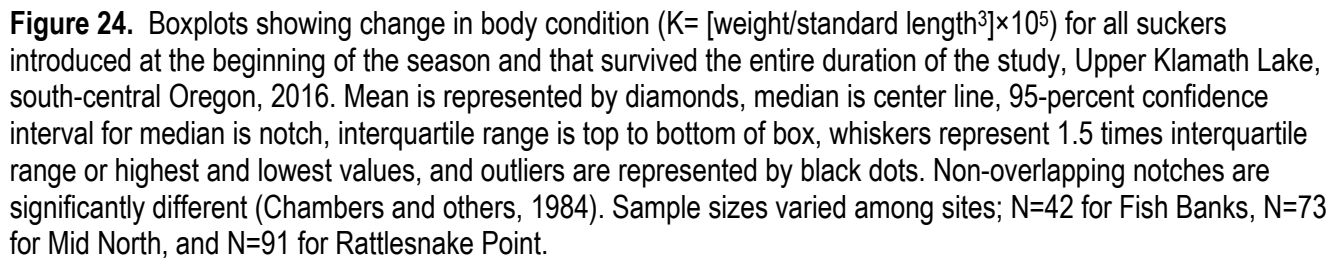 Figure 24. Boxplots showing change in body condition (K= [weight/standard length³]×10⁵) for all suckers
introduced at the beginning of the season and that survived the entire duration of the study, Upper Klamath Lake,
south-central Oregon, 2016. Mean is represented by diamonds, median is center line, 95-percent confidence
interval for median is notch, interquartile range is top to bottom of box, whiskers represent 1.5 times interquartile
range or highest and lowest values, and outliers are represented by black dots. Non-overlapping notches are
significantly different (Chambers and others, 1984). Sample sizes varied among sites; N=42 for Fish Banks, N=73
for Mid North, and N=91 for Rattlesnake Point.